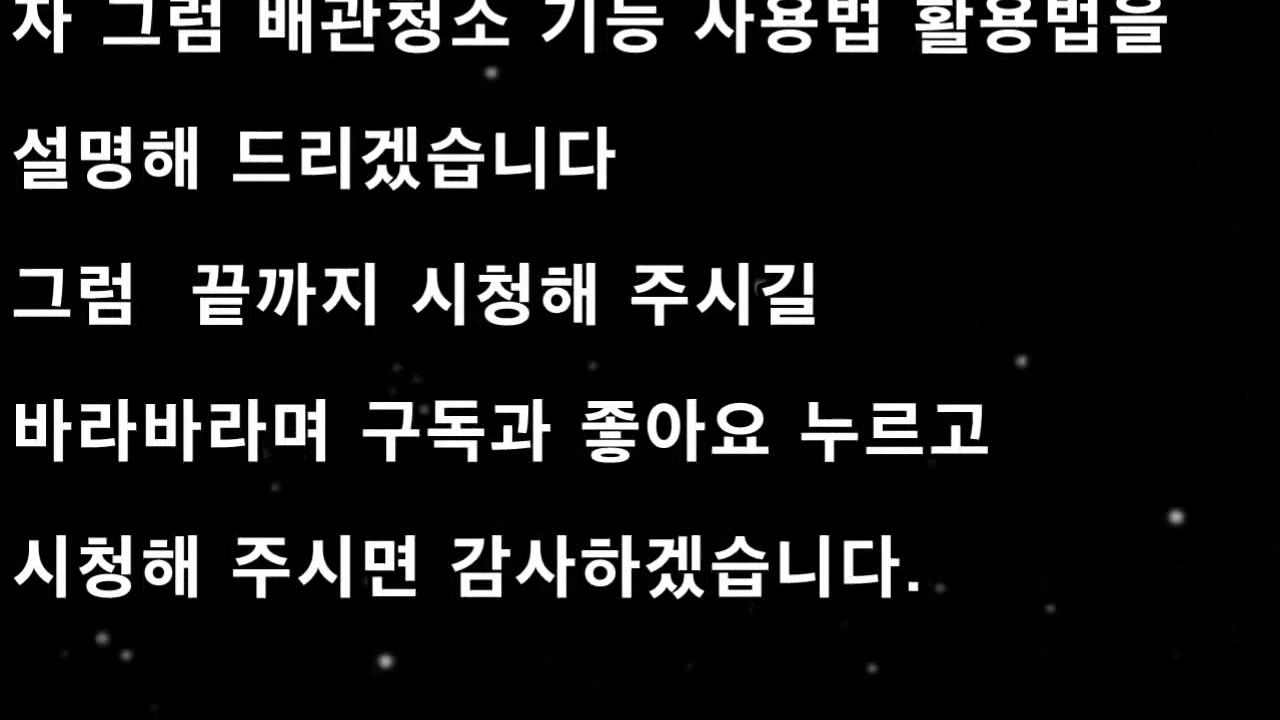 자 그럼 배관청소 기능 사용법 활용법을
설명해 드리겠습니다
그럼  끝까지 시청해 주시길
바라바라며 구독과 좋아요 누르고
시청해 주시면 감사하겠습니다.